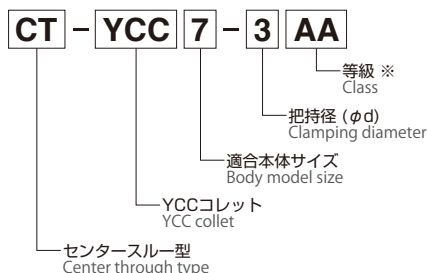 CT - YCC 7 - 3 AA
等級 ※
Class
把持径 (φd)
Clamping diameter
適合本体サイズ
Body model size
YCCコレット
YCC collet
センタースルー型
Center through type